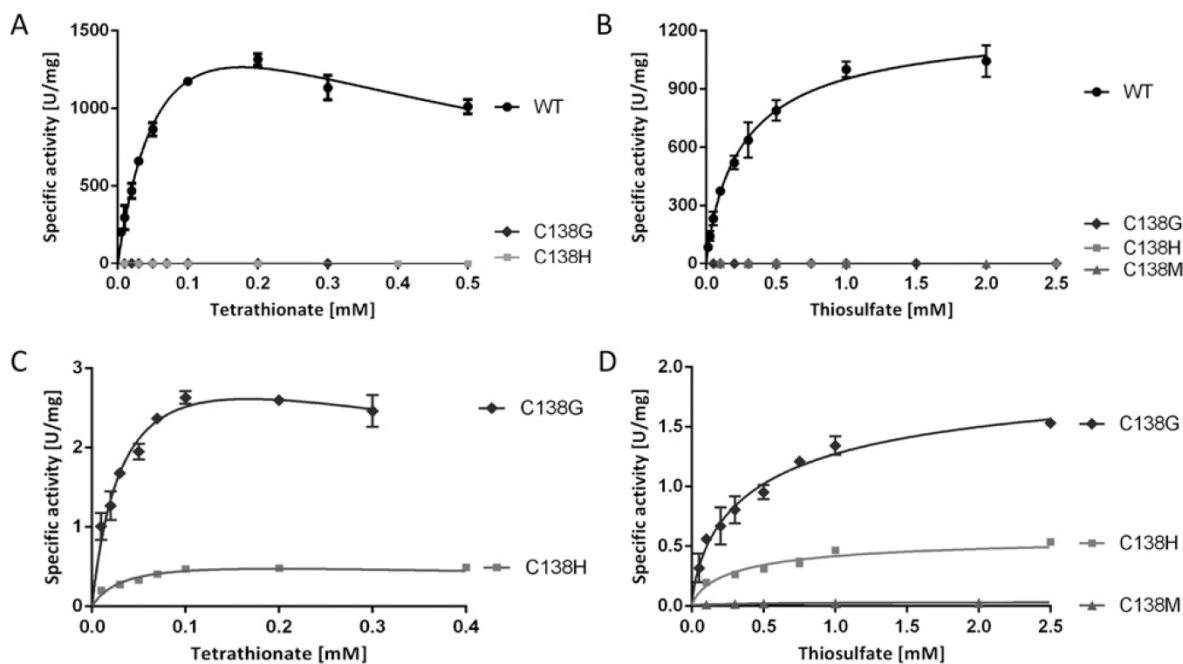 A
Specific activity [U/mg]
1500
1000
500
0
0.0 0.1 0.2 0.3 0.4 0.5
Tetrathionate [mM]
WT
C138G
C138H
B
Specific activity [U/mg]
1200
900
600
300
0
0.0 0.5 1.0 1.5 2.0 2.5
Thiosulfate [mM]
WT
C138G
C138H
C138M
C
Specific activity [U/mg]
3
2
1
0
0.0 0.1 0.2 0.3 0.4
Tetrathionate [mM]
C138G
C138H
D
Specific activity [U/mg]
2.0
1.5
1.0
0.5
0.0
0.0 0.5 1.0 1.5 2.0 2.5
Thiosulfate [mM]
C138G
C138H
C138M